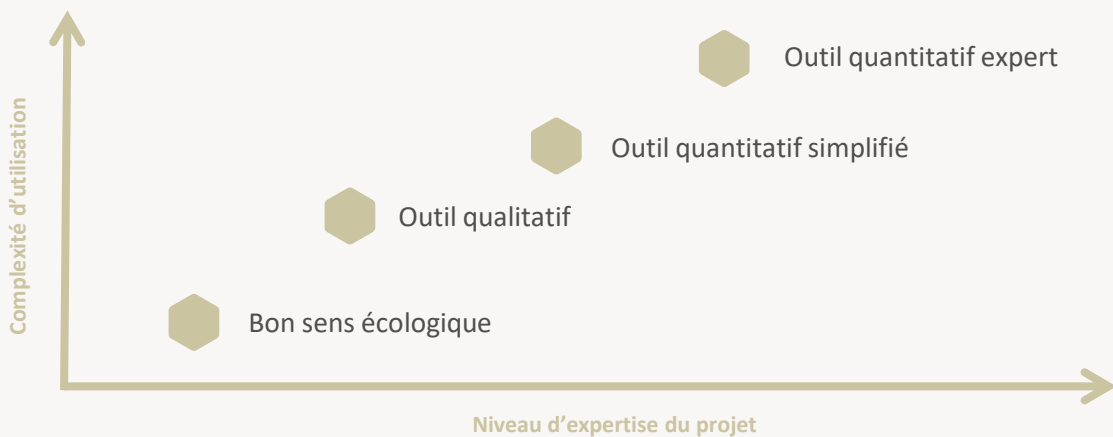 Outil quantitatif expert
Outil quantitatif simplifié
Outil qualitatif
Bon sens écologique
Complexité d’utilisation
Niveau d’expertise du projet